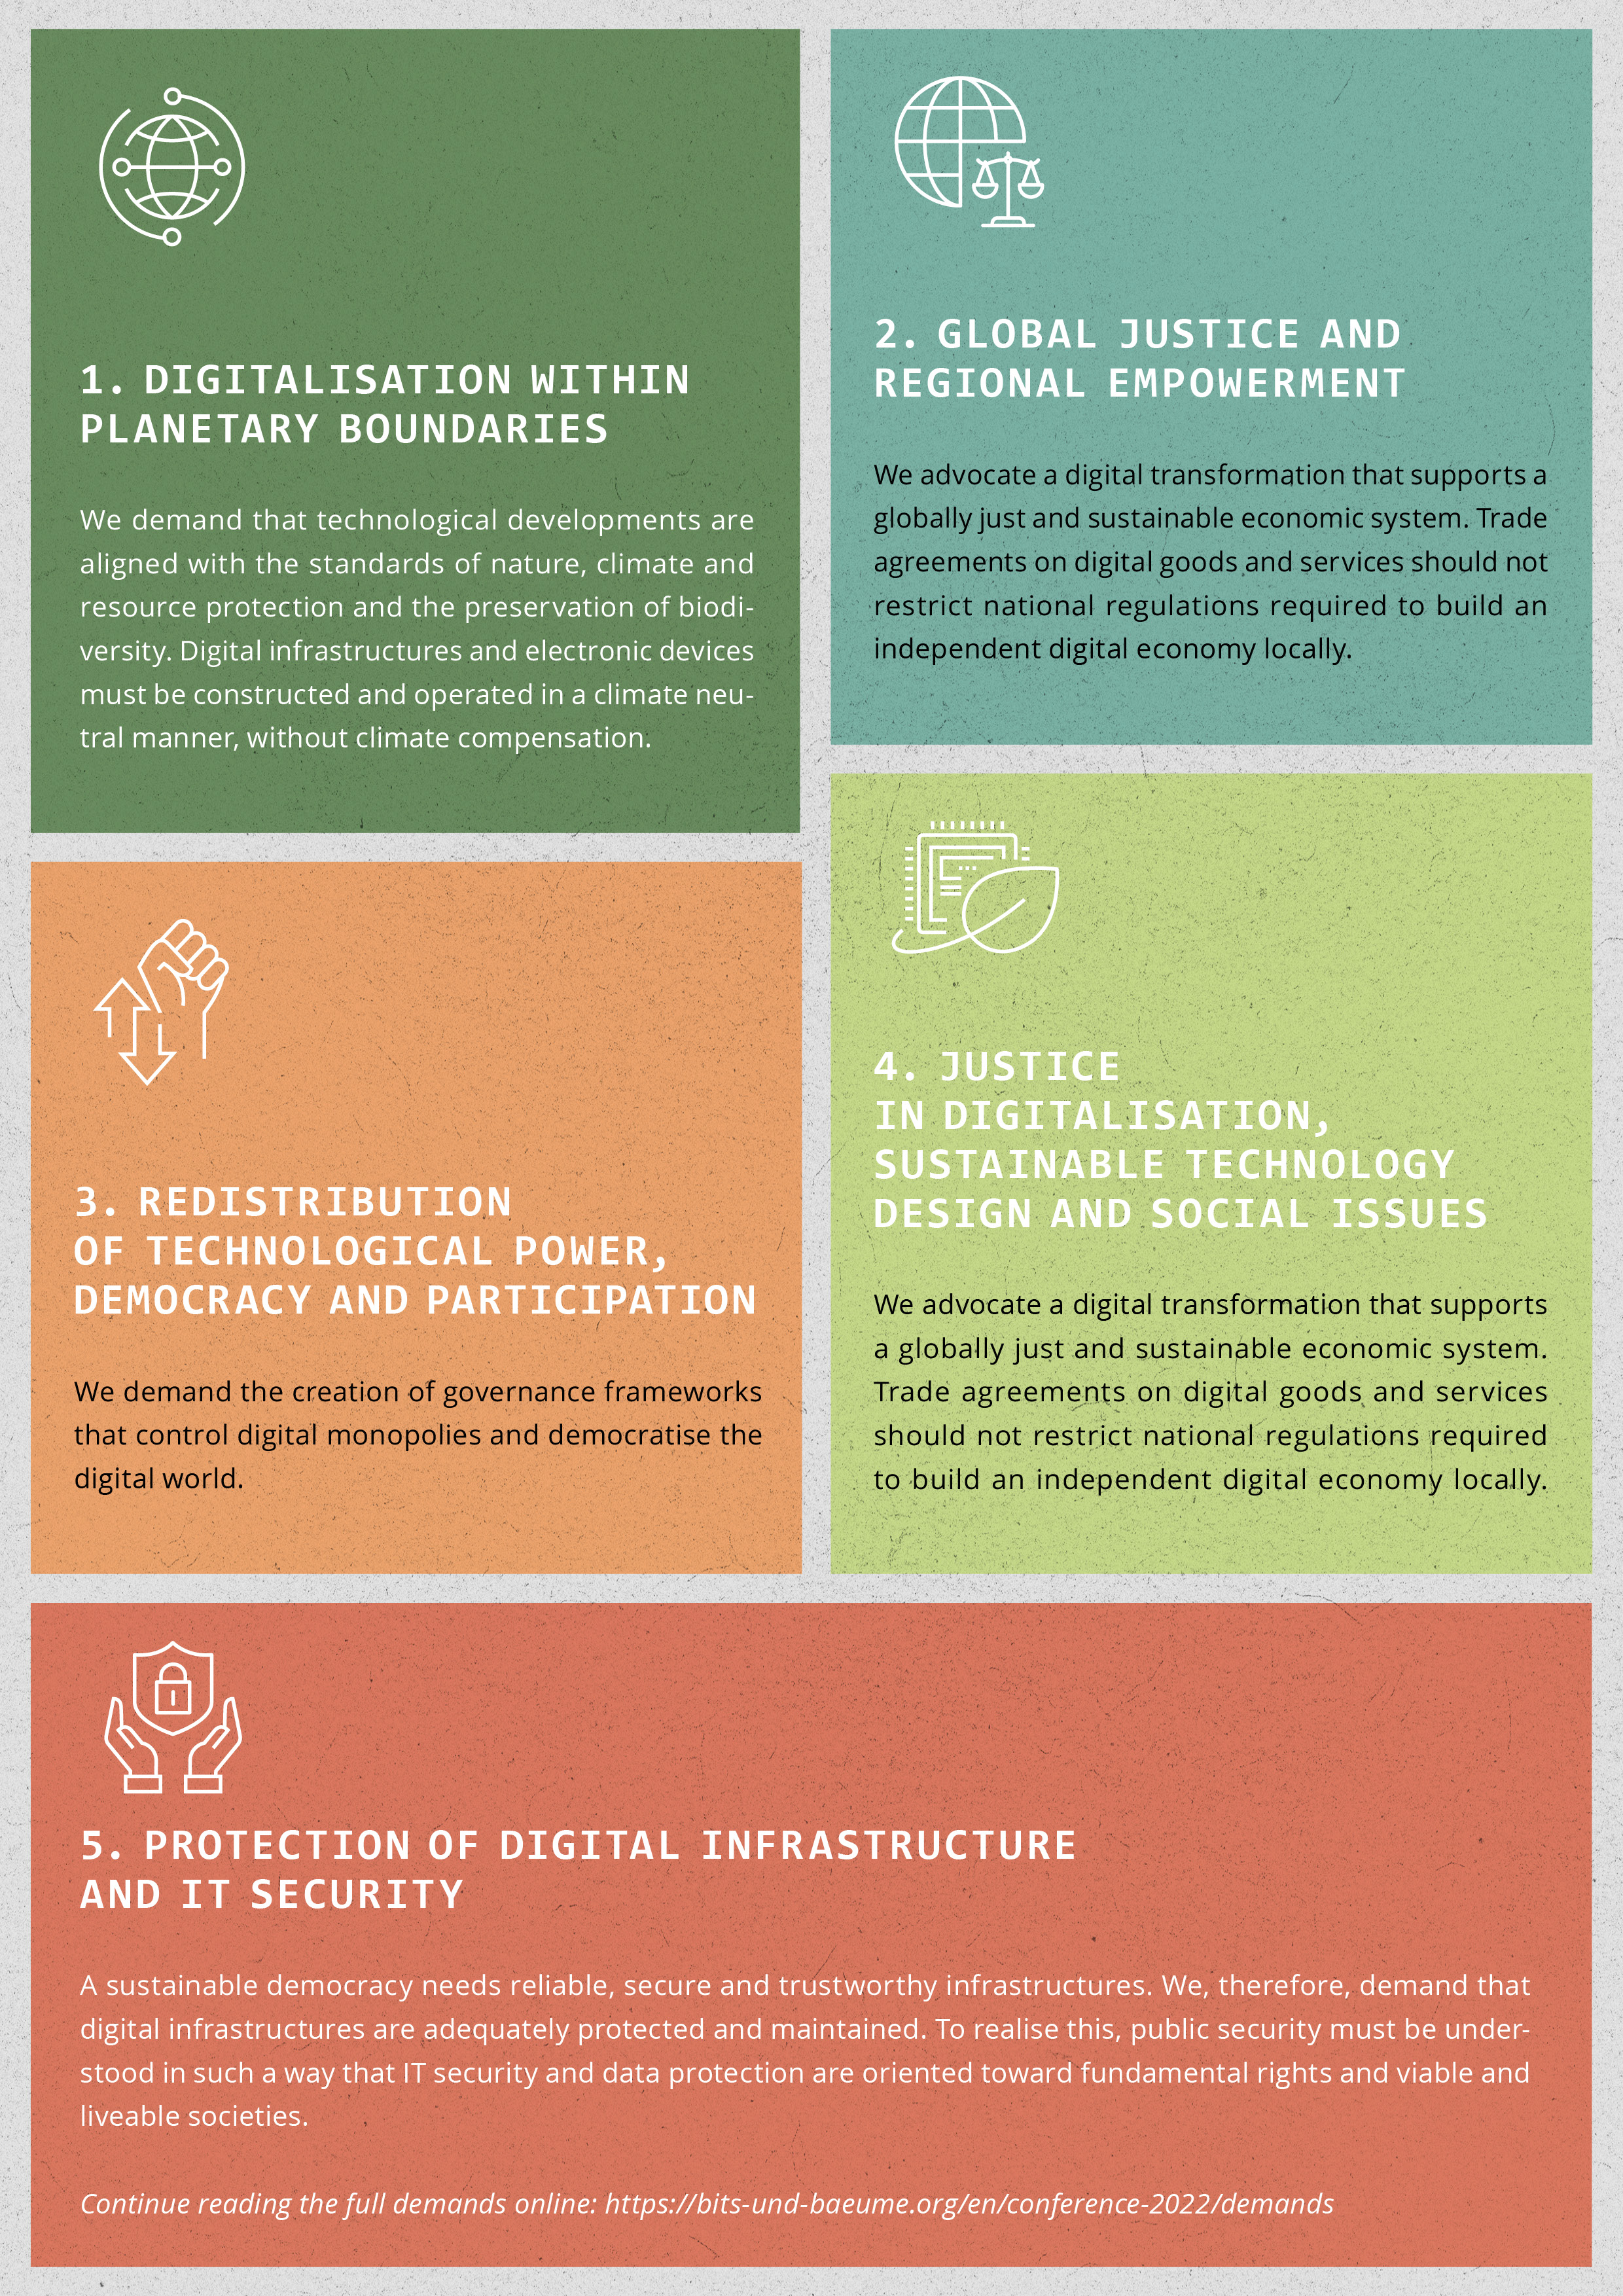 1. DIGITALISATION WITHIN
PLANETARY BOUNDARIES
We demand that technological developments are
aligned with the standards of nature, climate and
resource protection and the preservation of biodi-
versity. Digital infrastructures and electronic devices
must be constructed and operated in a climate neu-
tral manner, without climate compensation.
2. GLOBAL JUSTICE AND
REGIONAL EMPOWERMENT
We advocate a digital transformation that supports a
globally just and sustainable economic system. Trade
agreements on digital goods and services should not
restrict national regulations required to build an
independent digital economy locally.
3. REDISTRIBUTION
OF TECHNOLOGICAL POWER,
DEMOCRACY AND PARTICIPATION
We demand the creation of governance frameworks
that control digital monopolies and democratise the
digital world.
4. JUSTICE
IN DIGITALISATION,
SUSTAINABLE TECHNOLOGY
DESIGN AND SOCIAL ISSUES
We advocate a digital transformation that supports
a globally just and sustainable economic system.
Trade agreements on digital goods and services
should not restrict national regulations required
to build an independent digital economy locally.
5. PROTECTION OF DIGITAL INFRASTRUCTURE
AND IT SECURITY
A sustainable democracy needs reliable, secure and trustworthy infrastructures. We, therefore, demand that
digital infrastructures are adequately protected and maintained. To realise this, public security must be under-
stood in such a way that IT security and data protection are oriented toward fundamental rights and viable and
liveable societies.
Continue reading the full demands online: https://bits-und-baeume.org/en/conference-2022/demands